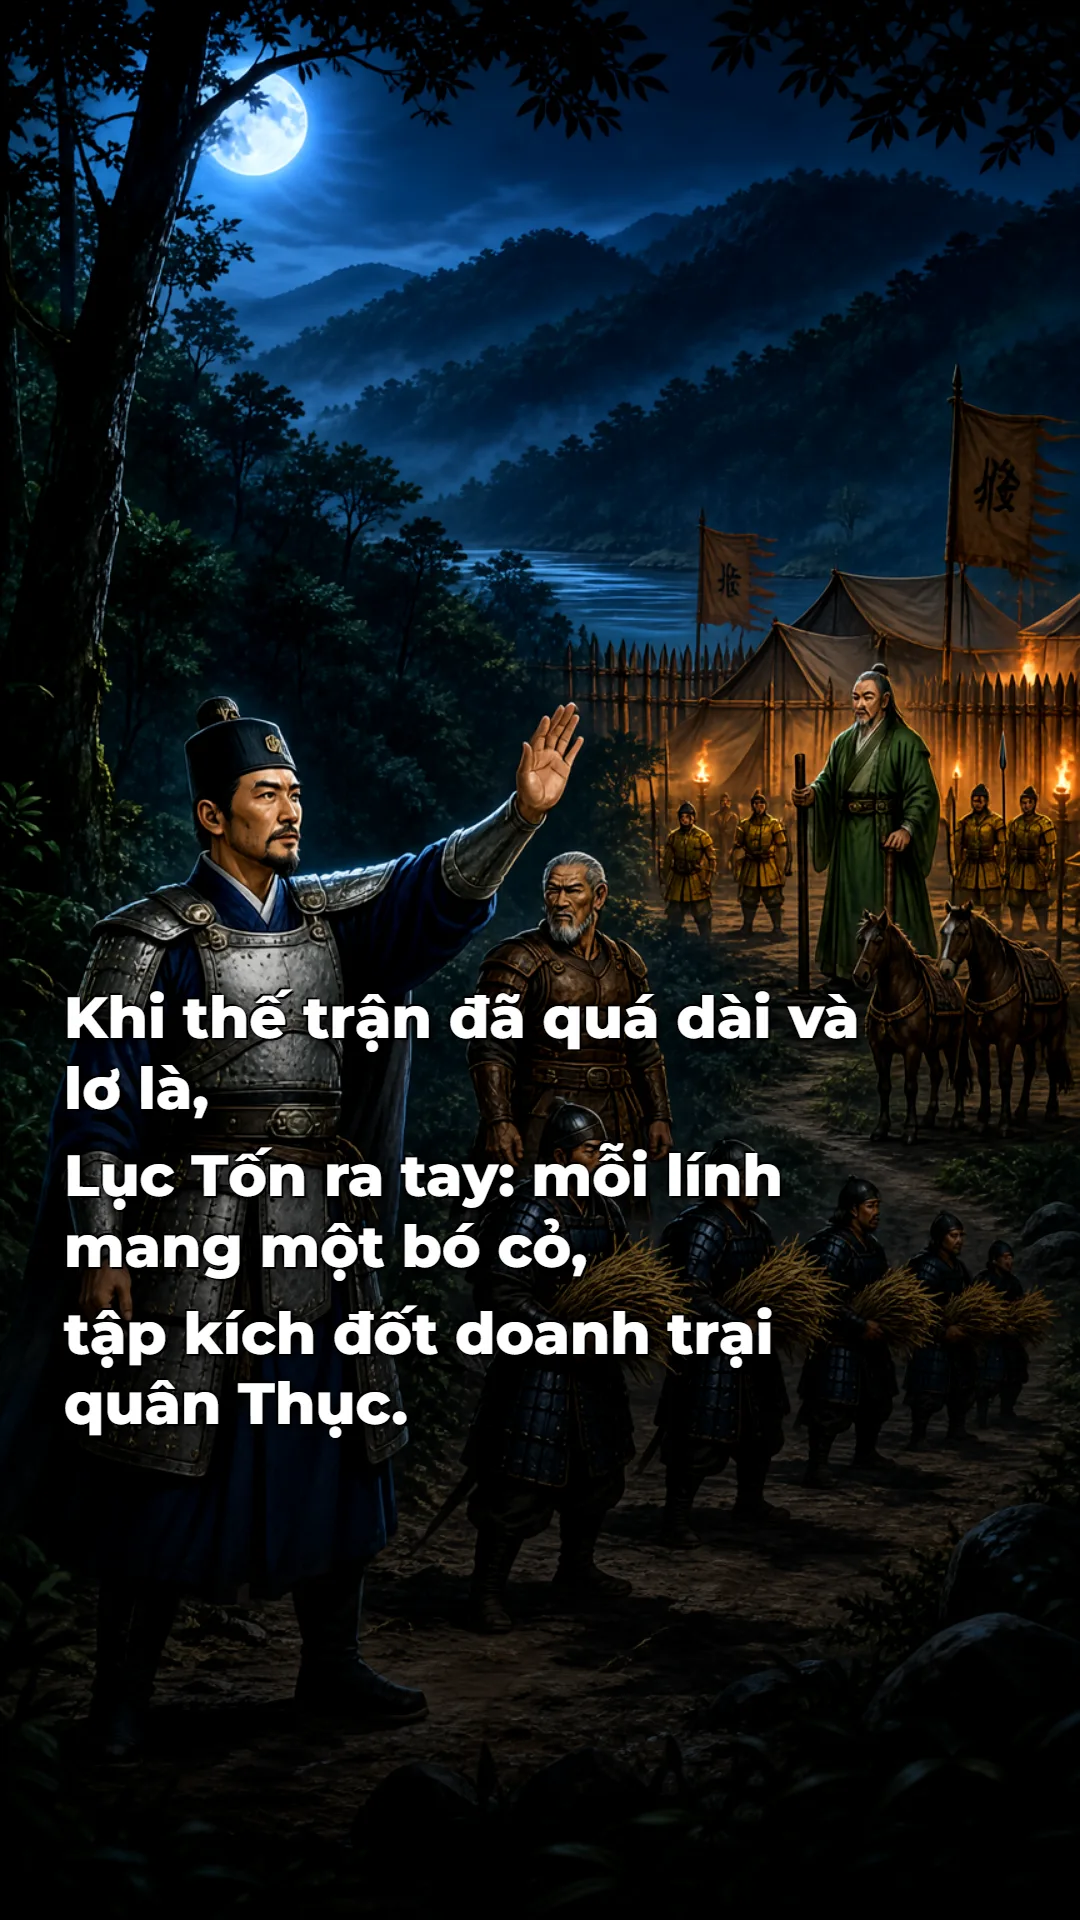 Khi thế trận đã quá dài và
lơ là,
Lục Tốn ra tay: mỗi lính
mang một bó cỏ,
tập kích đốt doanh trại
quân Thục.